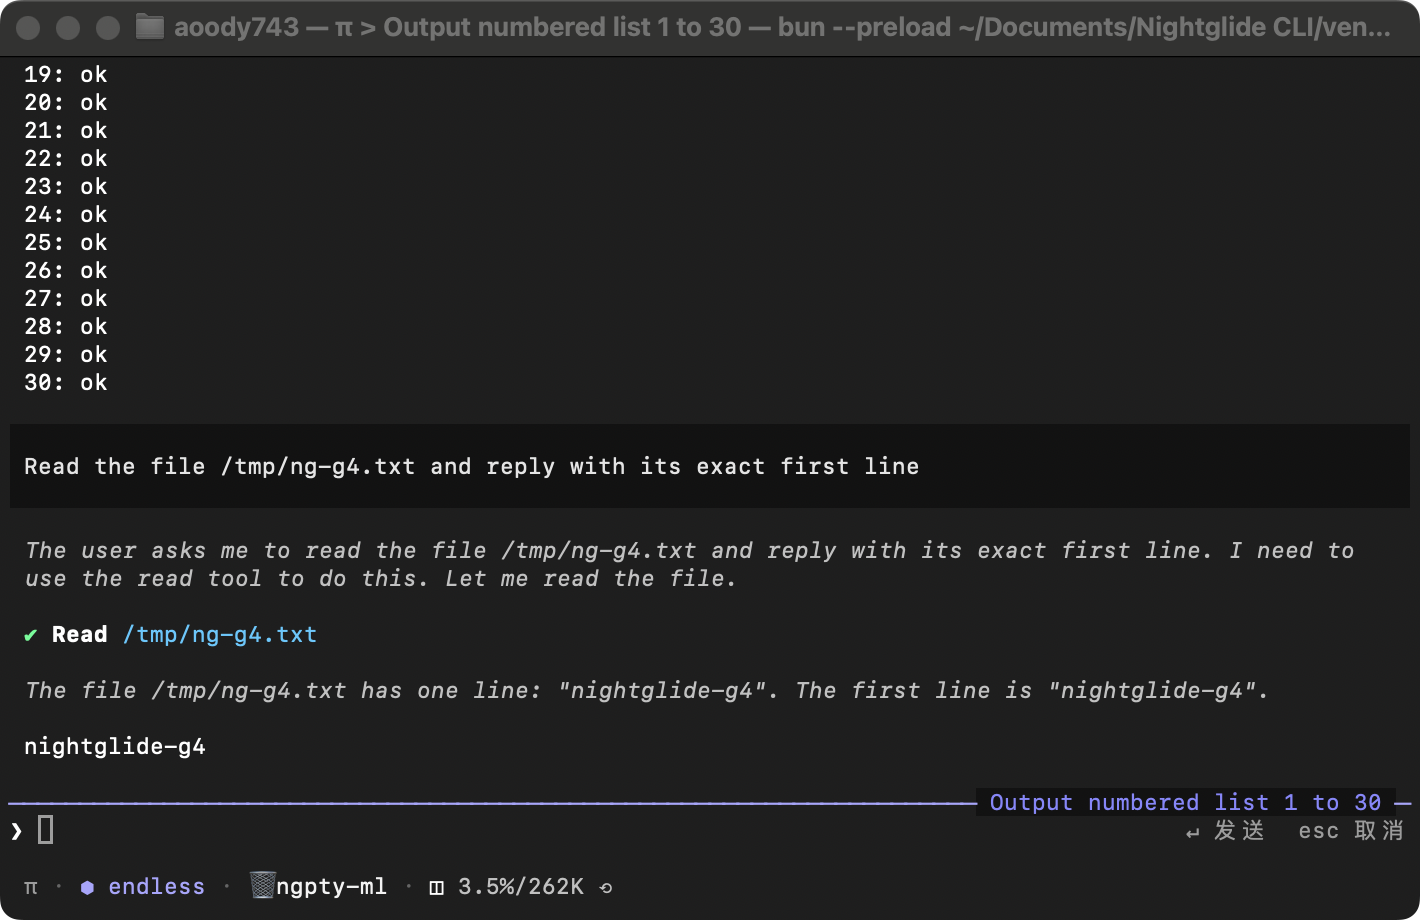 aoody743 — π > Output numbered list 1 to 30 — bun --preload ~/Documents/Nightglide CLI/ven...
19: ok
20: ok
21: ok
22: ok
23: ok
24: ok
25: ok
26: ok
27: ok
28: ok
29: ok
30: ok
Read the file /tmp/ng-g4.txt and reply with its exact first line
The user asks me to read the file /tmp/ng-g4.txt and reply with its exact first line. I need to
use the read tool to do this. Let me read the file.
✔ Read /tmp/ng-g4.txt
The file /tmp/ng-g4.txt has one line: "nightglide-g4". The first line is "nightglide-g4".
nightglide-g4
Output numbered list 1 to 30
❯
↵ 发送 esc 取消
π · ⬢ endless · 🗑ngpty-ml · ◫ 3.5%/262K ⟲